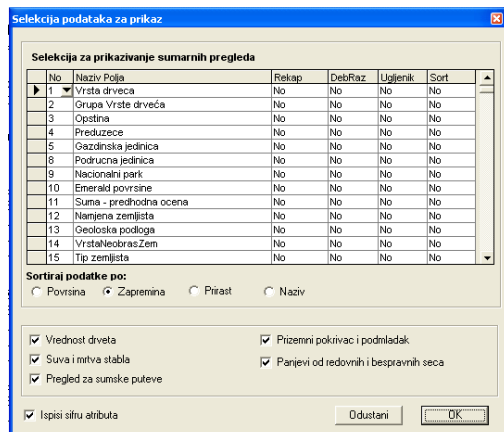 Selekcija podataka za prikaz
Selekcija za prikazivanje sumarnih pregleda
No Naziv Polja Rekap DebRaz Ugljenik Sort
1 Vrsta drveca No No No No
2 Grupa Vrste drveća No No No No
3 Opstina No No No No
4 Preduzece No No No No
5 Gazdinska jedinica No No No No
8 Podrucna jedinica No No No No
9 Nacionalni park No No No No
10 Emerald povrsine No No No No
11 Suma - predhodna ocena No No No No
12 Namjena zemljista No No No No
13 Geoloska podloga No No No No
14 VrstaNeobrasZem No No No No
15 Tip zemljista No No No No
Sortiraj podatke po:
Povrsina Zapremina Prirast Naziv
Vrednost drveta Prizemni pokrivac i podmladak
Suva i mrtva stabla Panjevi od redovnih i bespravnih seca
Pregled za sumske puteve
Ispisi sifru atributa Odustani OK